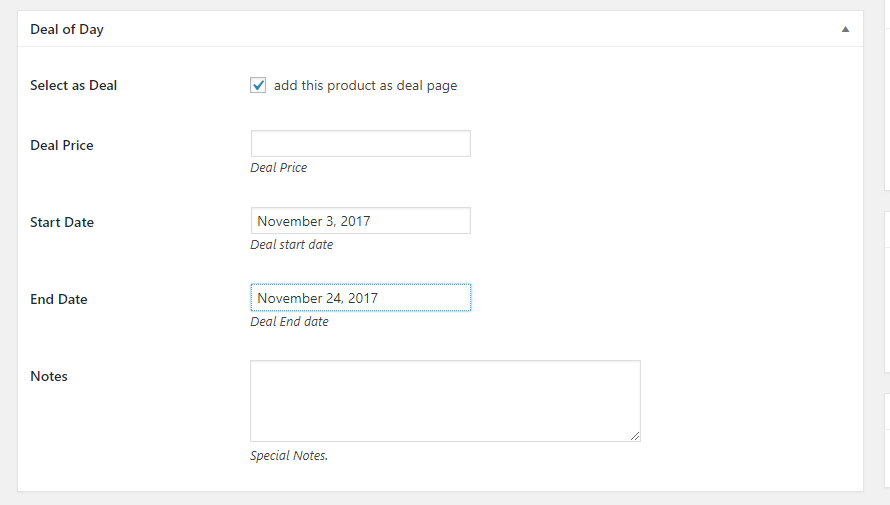 Deal of Day
Select as Deal
add this product as deal page
Deal Price
Deal Price
Start Date
November 3, 2017
Deal start date
End Date
November 24, 2017
Deal End date
Notes
Special Notes.